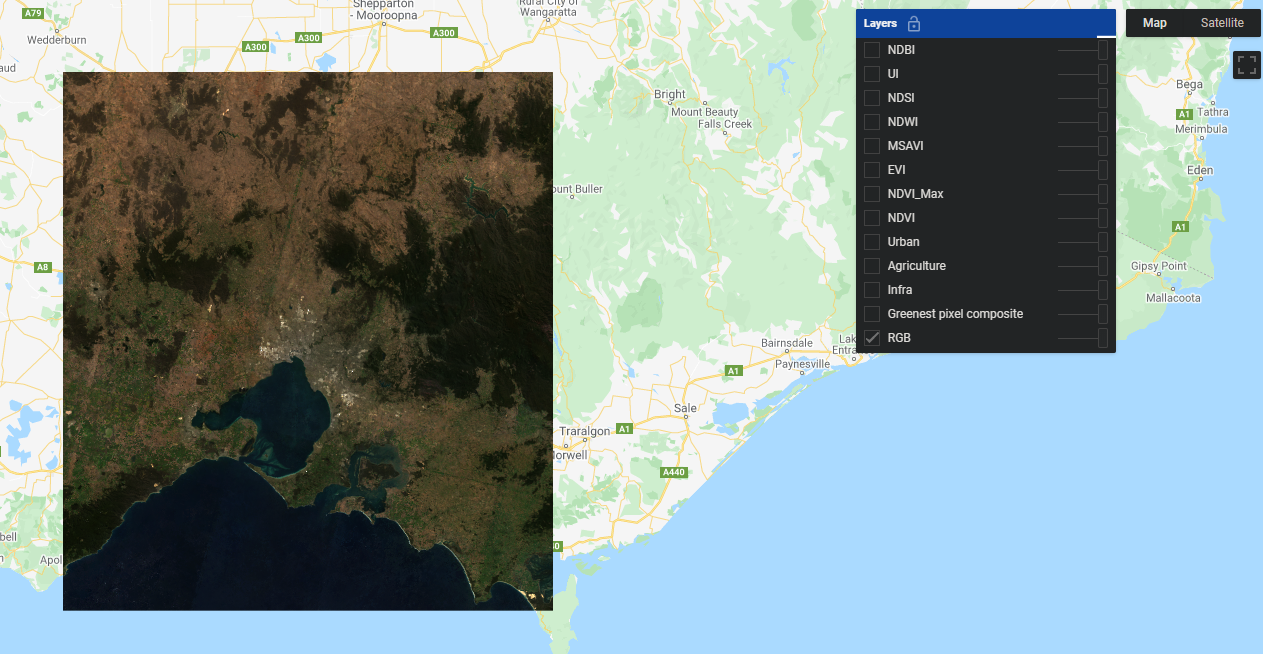 A79
Shepparton
- Mooroopna
Rural City of
Wangaratta
Wedderburn
A300
A300
A300
aud
Layers
Map
Satellite
NDBI
UI
NDSI
NDWI
MSAVI
EVI
NDVI_Max
NDVI
Urban
Agriculture
Infra
Greenest pixel composite
RGB
Bright
Mount Beauty
Falls Creek
Bega
A1
Tathra
Merimbula
Eden
ount Buller
A1
A8
Gipsy Point
Mallacoota
Bairnsdale
Lak
Entra
Paynesville
A1
Sale
Traralgon
A1
Morwell
A440
bell
Apol